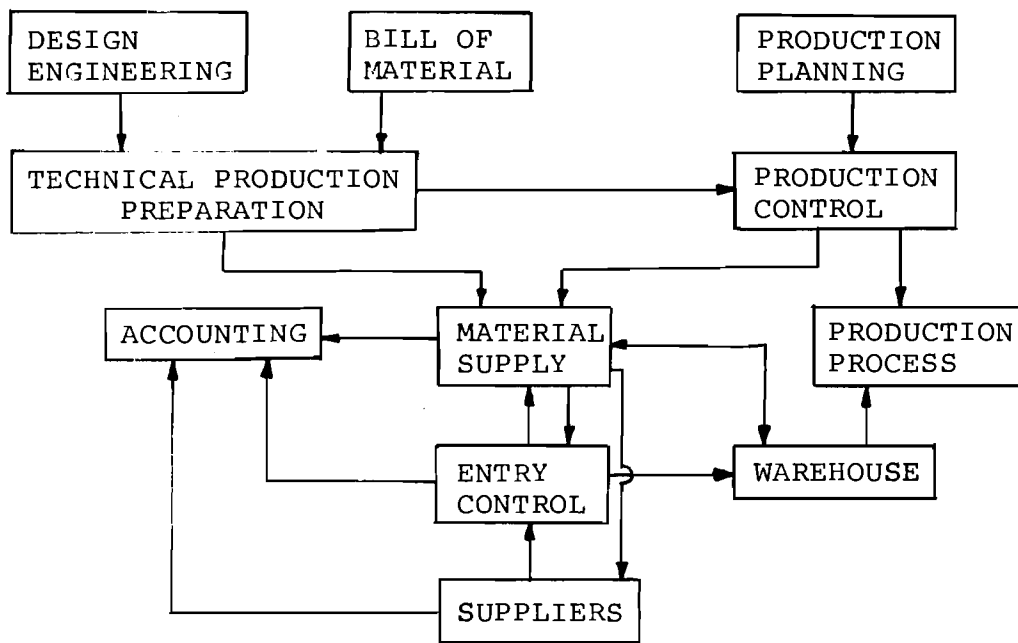 DESIGN
ENGINEERING
BILL OF
MATERIAL
PRODUCTION
PLANNING
TECHNICAL PRODUCTION
PREPARATION
PRODUCTION
CONTROL
ACCOUNTING
MATERIAL
SUPPLY
PRODUCTION
PROCESS
ENTRY
CONTROL
WAREHOUSE
SUPPLIERS